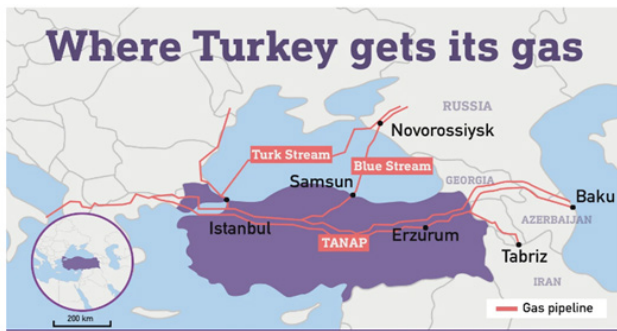 Where Turkey gets its gas
RUSSIA
Novorossiysk
Turk Stream
Blue Stream
Samsun
GEORGIA
Baku
AZERBAIJAN
Istanbul
TANAP
Erzurum
Tabriz
IRAN
200 km
Gas pipeline